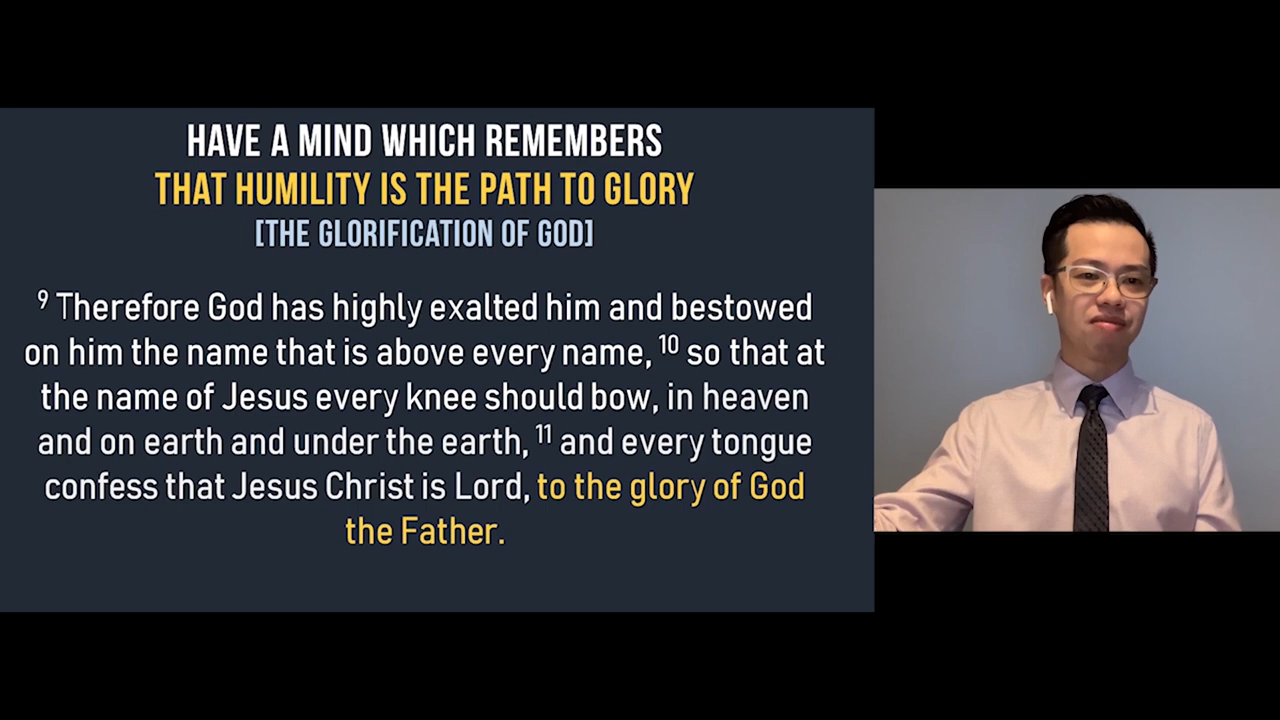 HAVE A MIND WHICH REMEMBERS
THAT HUMILITY IS THE PATH TO GLORY
[THE GLORIFICATION OF GOD]
9 Therefore God has highly exalted him and bestowed
on him the name that is above every name, 10 so that at
the name of Jesus every knee should bow, in heaven
and on earth and under the earth, 11 and every tongue
confess that Jesus Christ is Lord, to the glory of God
the Father.